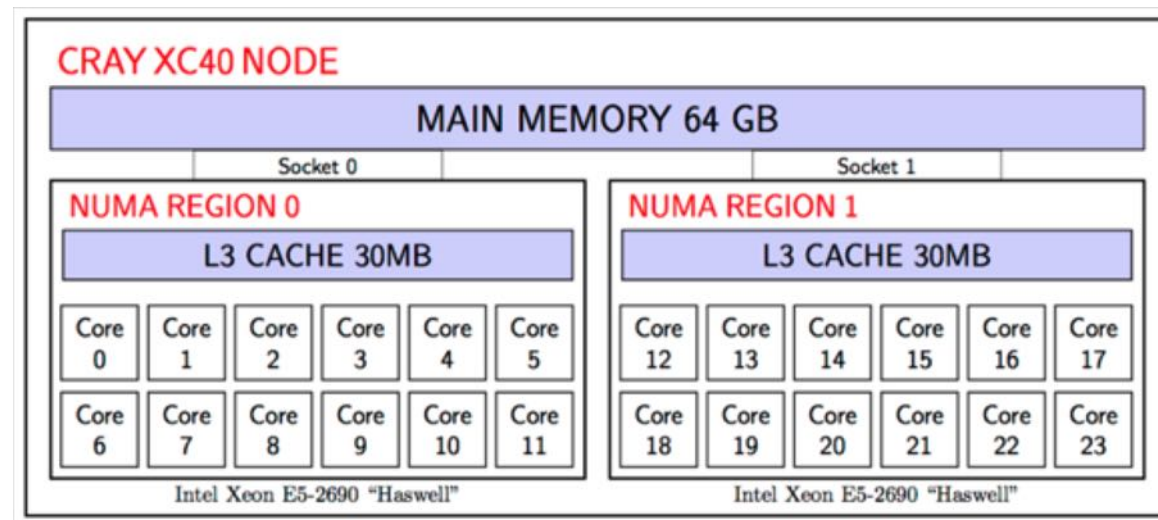 CRAY XC40 NODE
MAIN MEMORY 64 GB
Socket 0
Socket 1
NUMA REGION 0
L3 CACHE 30MB
Core 0
Core 1
Core 2
Core 3
Core 4
Core 5
Core 6
Core 7
Core 8
Core 9
Core 10
Core 11
Intel Xeon E5-2690 “Haswell”
NUMA REGION 1
L3 CACHE 30MB
Core 12
Core 13
Core 14
Core 15
Core 16
Core 17
Core 18
Core 19
Core 20
Core 21
Core 22
Core 23
Intel Xeon E5-2690 “Haswell”